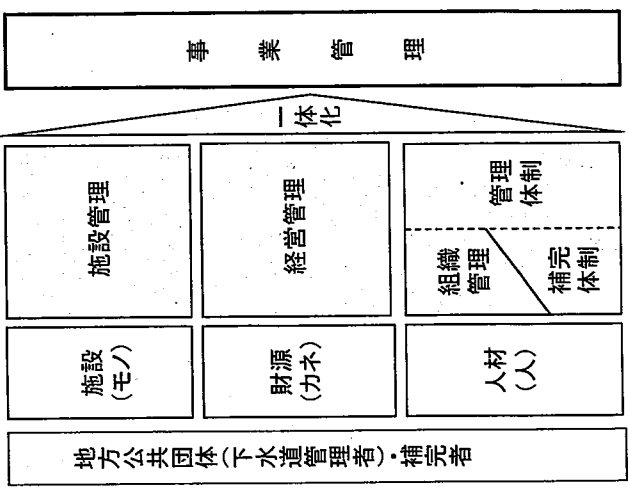 事業管理
一体化
施設管理
経営管理
組織
管理
補完
体制
管理
体制
施設
(モノ)
財源
(カネ)
人材
(人)
地方公共団体(下水道管理者)・補完者